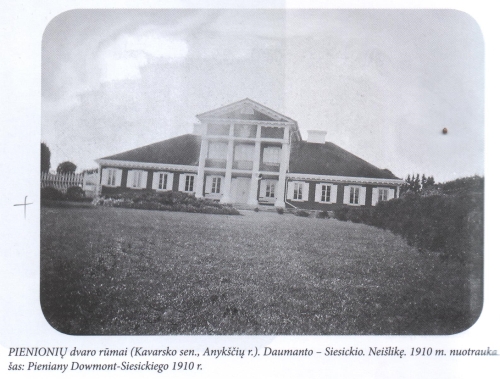 PIENIONIŲ dvaro rūmai (Kavarsko sen., Anykščių r.). Daumanto – Siesickio. Neišlikę. 1910 m. nuotrauka.
šas: Pieniany Dowmont-Siesickiego 1910 r.